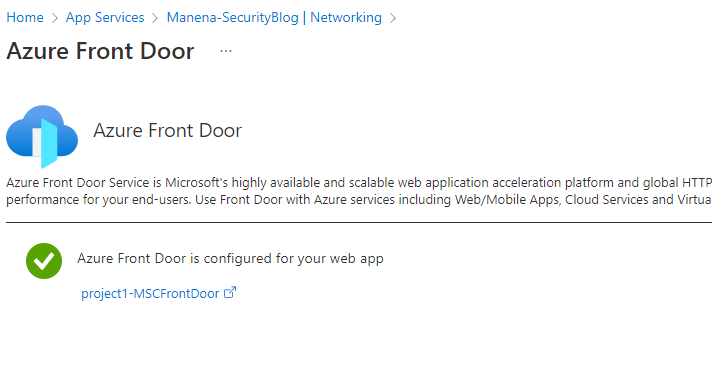 Home > App Services > Manena-SecurityBlog | Networking >
Azure Front Door ...
Azure Front Door
Azure Front Door Service is Microsoft's highly available and scalable web application acceleration platform and global HTTP
performance for your end-users. Use Front Door with Azure services including Web/Mobile Apps, Cloud Services and Virtua
Azure Front Door is configured for your web app
project1-MSCFrontDoor